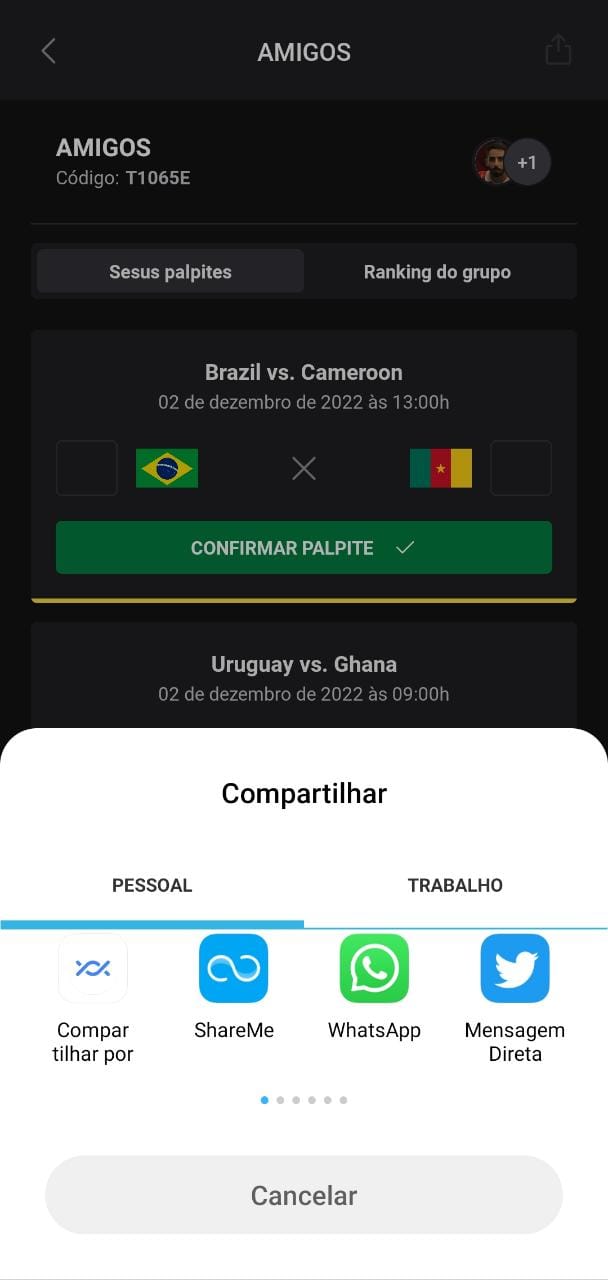 AMIGOS
AMIGOS
Código: T1065E
+1
Sesus palpites
Ranking do grupo
Brazil vs. Cameroon
02 de dezembro de 2022 às 13:00h
CONFIRMAR PALPITE
Uruguay vs. Ghana
02 de dezembro de 2022 às 09:00h
Compartilhar
PESSOAL
TRABALHO
Compar
tilhar por
ShareMe
WhatsApp
Mensagem
Direta
Cancelar